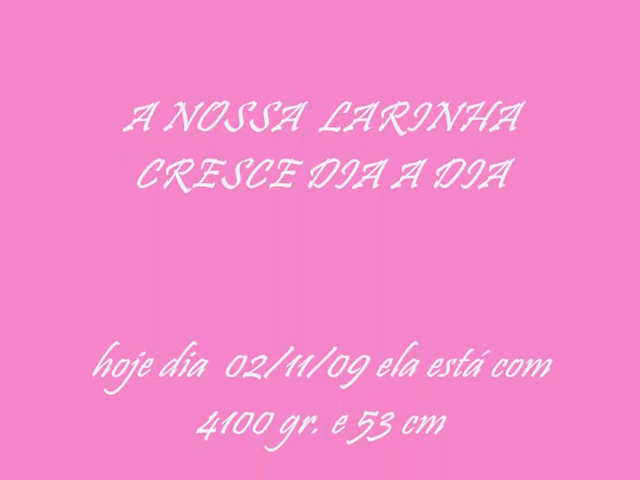 A NOSSA LARINHA
CRESCE DIA A DIA
hoje dia 02/11/09 ela está com
4100 gr. e 53 cm